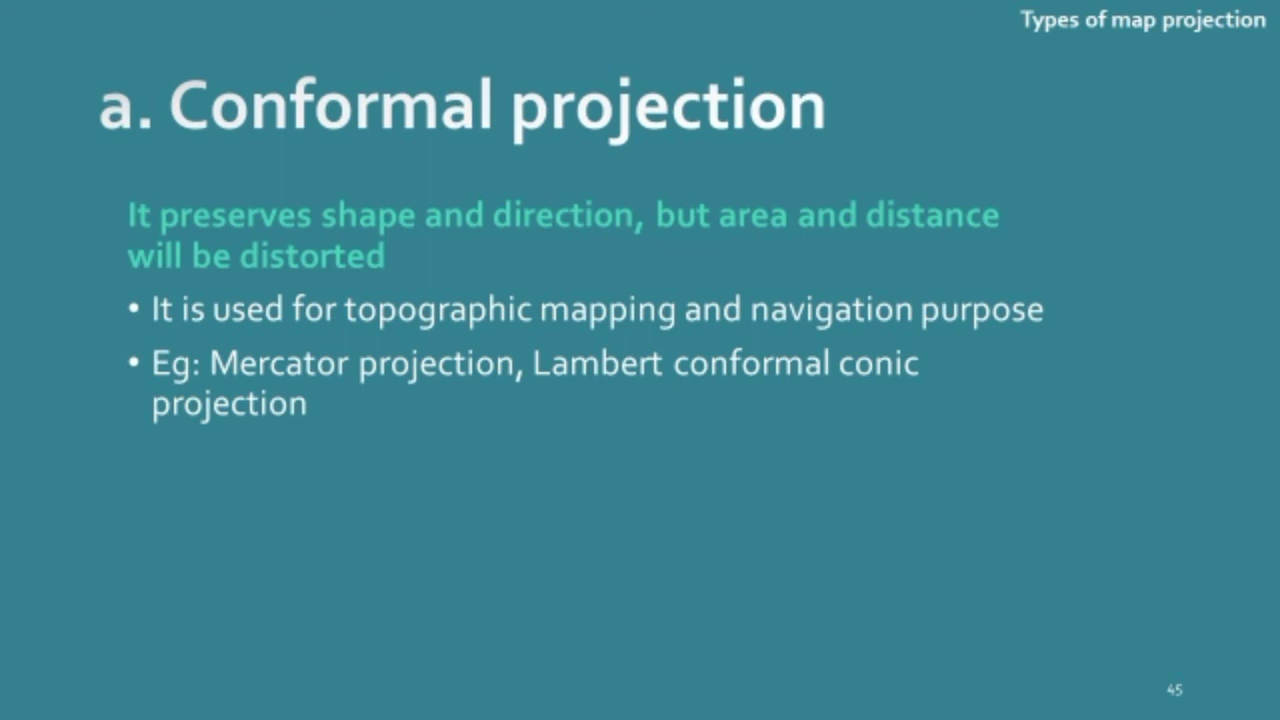 Types of map projection
a. Conformal projection
It preserves shape and direction, but area and distance
will be distorted
• It is used for topographic mapping and navigation purpose
• Eg: Mercator projection, Lambert conformal conic
projection
45